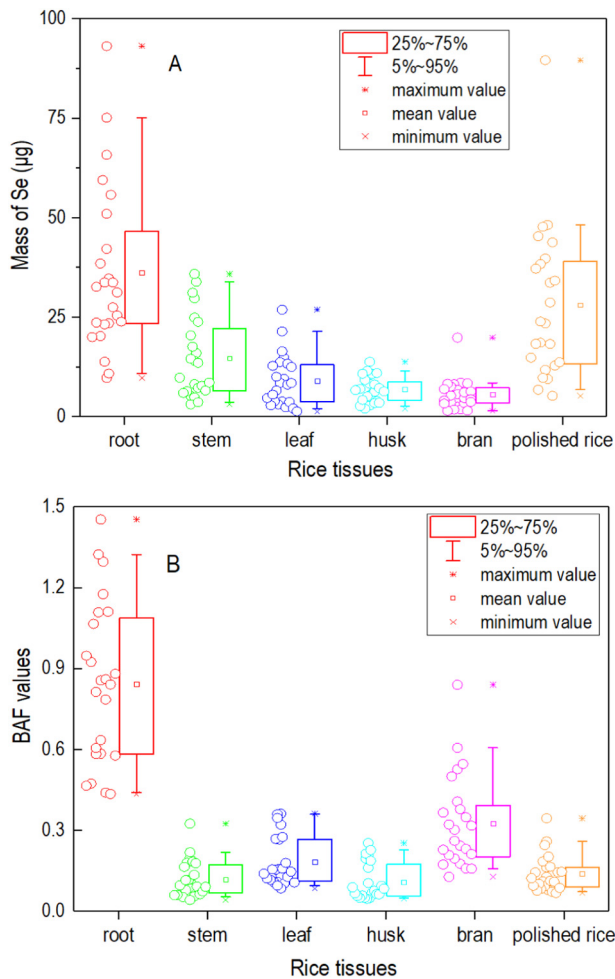 100
75
50
25
0
Mass of Se (µg)
A
25%~75%
5%~95%
maximum value
mean value
minimum value
root stem leaf husk bran polished rice
Rice tissues
1.5
1.2
0.9
0.6
0.3
0.0
BAF values
B
25%~75%
5%~95%
maximum value
mean value
minimum value
root stem leaf husk bran polished rice
Rice tissues